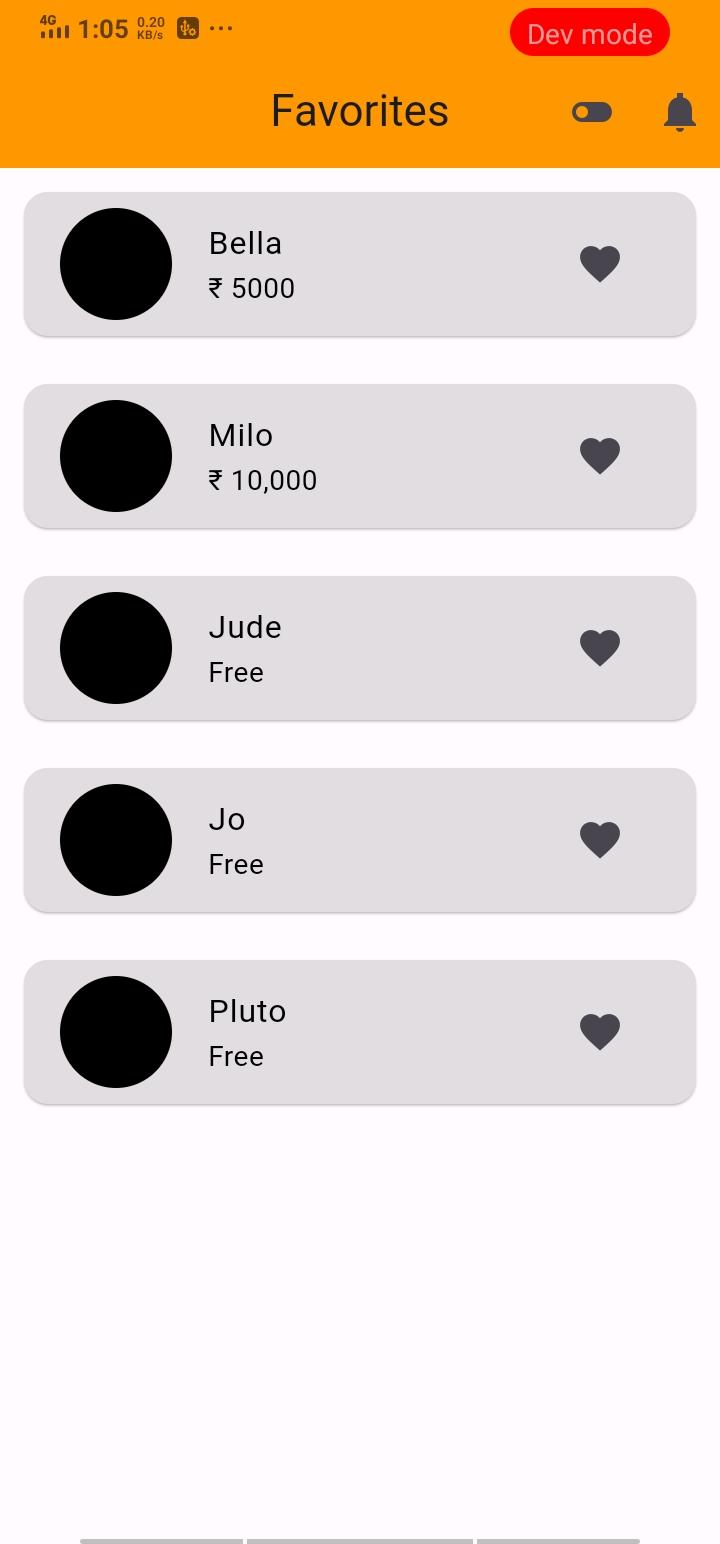 4G 1:05 0.20 KB/s ... Dev mode
Favorites
Bella
₹ 5000
Milo
₹ 10,000
Jude
Free
Jo
Free
Pluto
Free